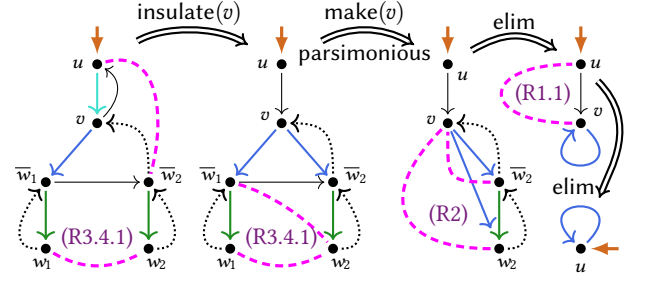 insulate(v)
make(v)
parsimonious
elim
u
u
u
u
(R1.1)
v
v
v
v
w̅₁
w̅₂
w̅₁
w̅₂
w̅₂
elim
(R3.4.1)
(R3.4.1)
(R2)
w₁
w₂
w₁
w₂
w₂
u